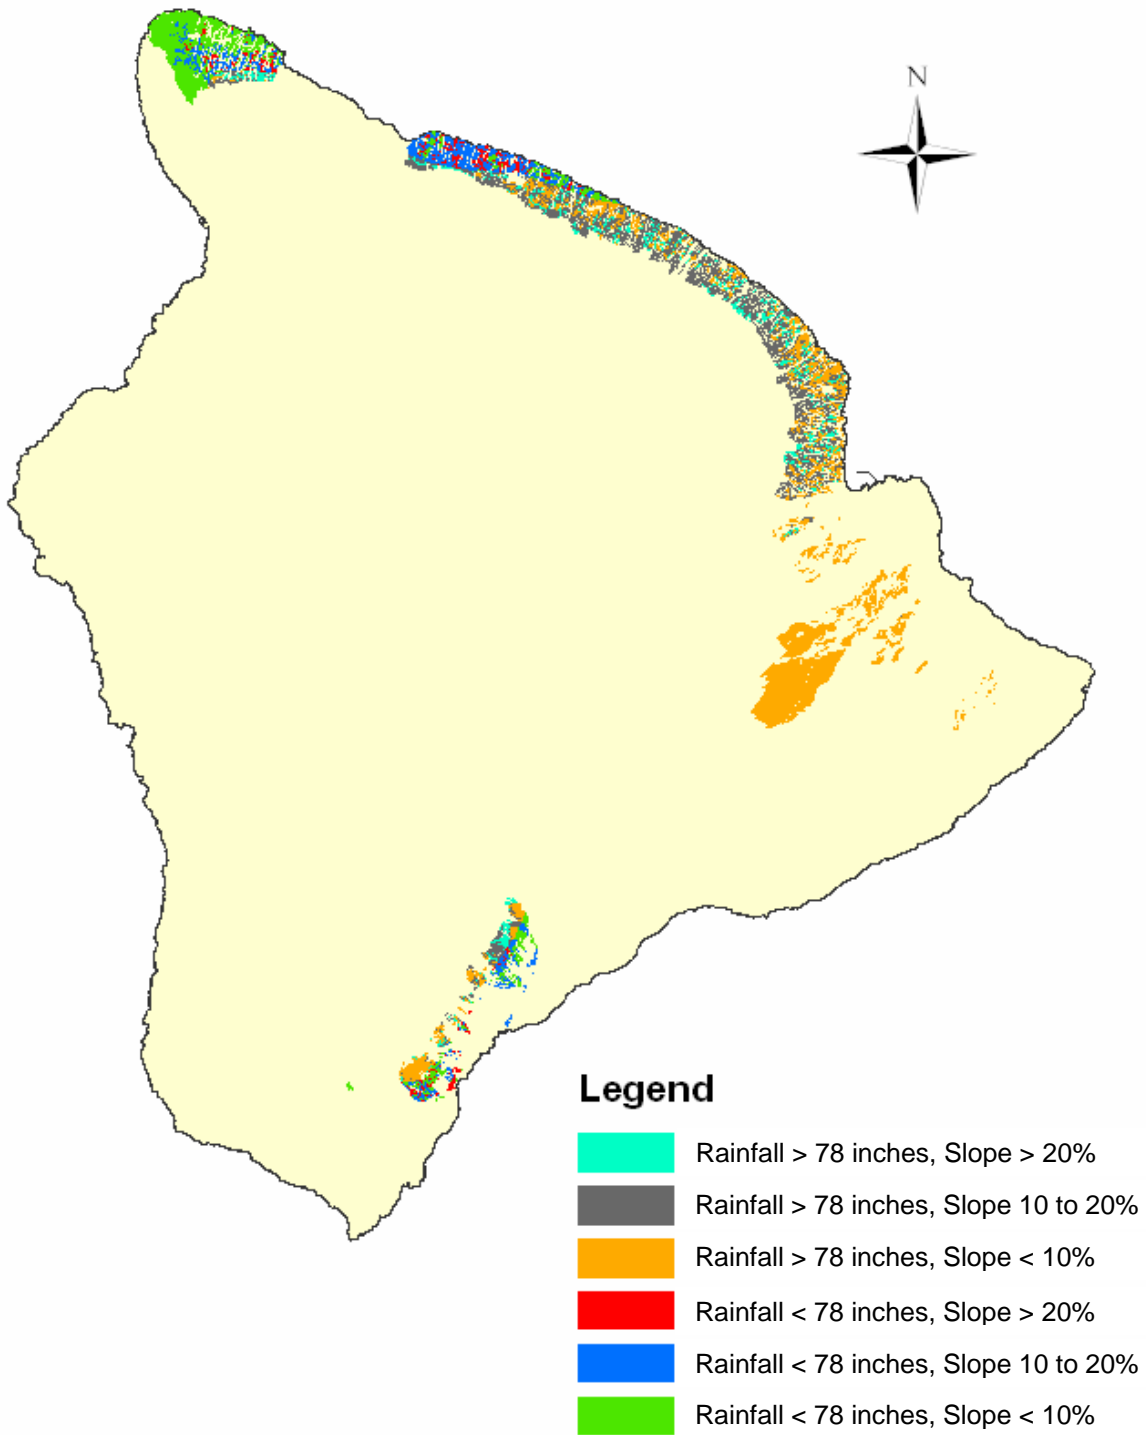 N
Legend
Rainfall > 78 inches, Slope > 20%
Rainfall > 78 inches, Slope 10 to 20%
Rainfall > 78 inches, Slope < 10%
Rainfall < 78 inches, Slope > 20%
Rainfall < 78 inches, Slope 10 to 20%
Rainfall < 78 inches, Slope < 10%